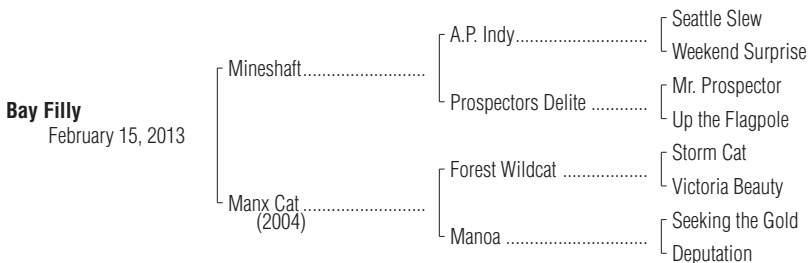 Seattle Slew
A.P. Indy..............................
Weekend Surprise
Mineshaft............................
Mr. Prospector
Prospectors Delite .............
Up the Flagpole
Bay Filly
February 15, 2013
Storm Cat
Forest Wildcat ...................
Victoria Beauty
Manx Cat ............................
(2004)
Seeking the Gold
Manoa ................................
Deputation